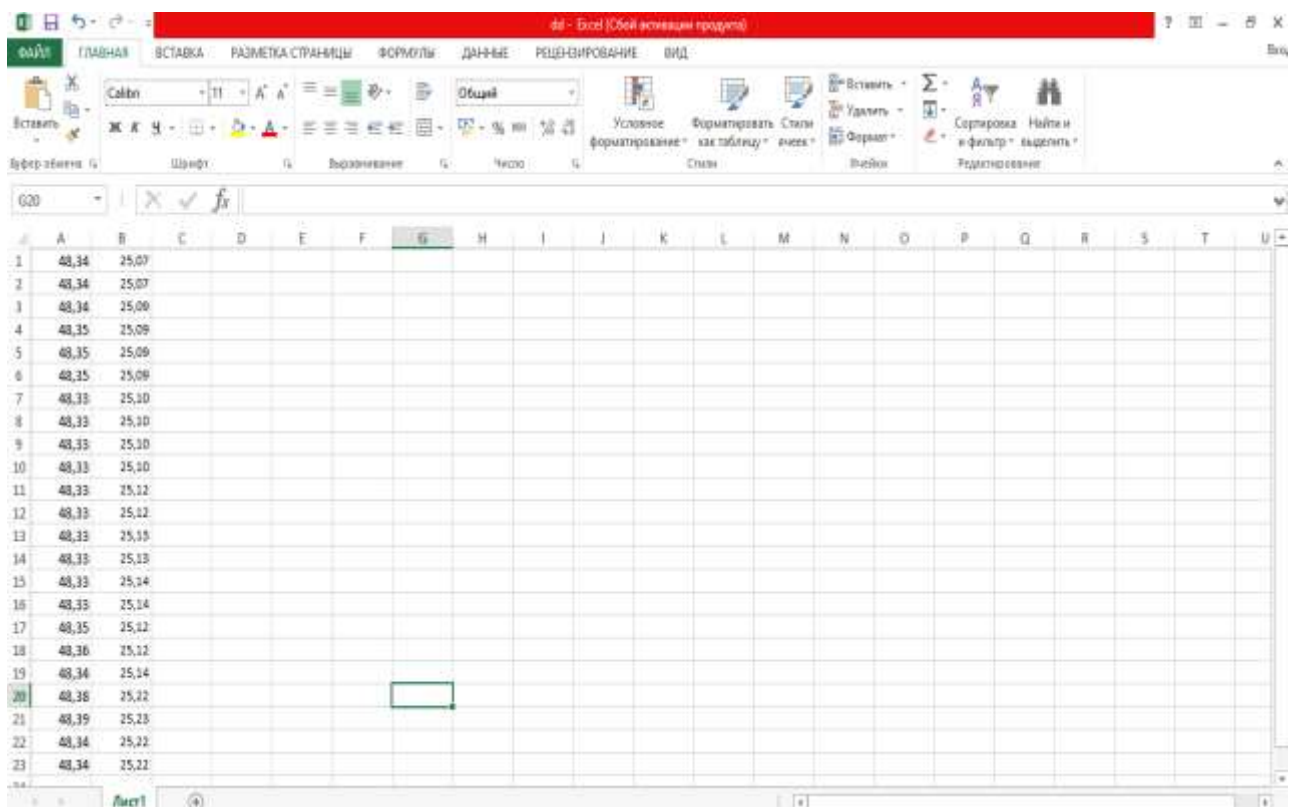 dd - Excel (Сбой активации продукта)
ФАЙЛ ГЛАВНАЯ ВСТАВКА РАЗМЕТКА СТРАНИЦЫ ФОРМУЛЫ ДАННЫЕ РЕЦЕНЗИРОВАНИЕ ВИД
Calibri 11 Общий
Вставить
Ж К Ч
Условное форматирование
Форматировать как таблицу
Стили ячеек
Вставить
Удалить
Формат
Сортировка и фильтр
Найти и выделить
Буфер обмена Шрифт Выравнивание Число Стили Ячейки Редактирование
G20 fx
A B C D E F G H I J K L M N O P Q R S T U
1 48,34 25,07
2 48,34 25,07
3 48,34 25,09
4 48,35 25,09
5 48,35 25,09
6 48,35 25,09
7 48,33 25,10
8 48,33 25,10
9 48,33 25,10
10 48,33 25,10
11 48,33 25,12
12 48,33 25,12
13 48,33
14 48,33 25,13
15 48,33 25,14
16 48,33 25,14
17 48,35 25,12
18 48,36 25,12
19 48,34 25,14
20 48,38 25,22
21 48,39 25,23
22 48,34 25,22
23 48,34 25,22
Лист1